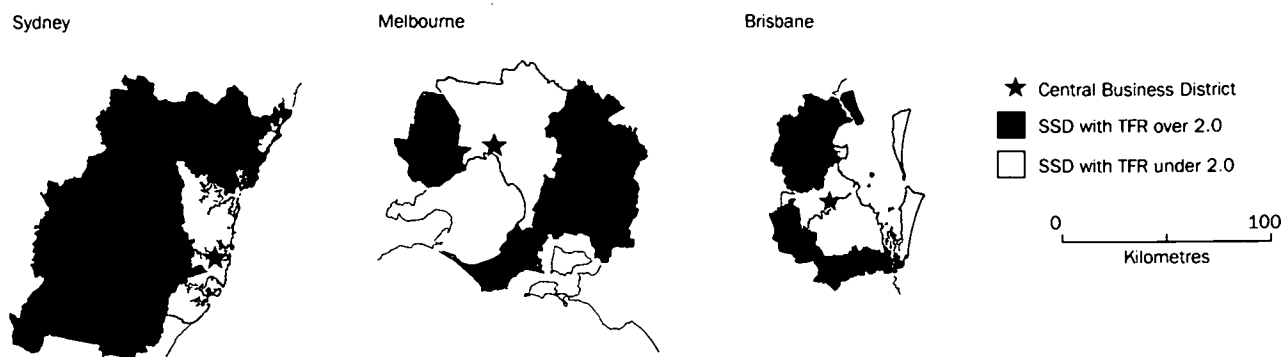 Sydney
Melbourne
Brisbane
Central Business District
SSD with TFR over 2.0
SSD with TFR under 2.0
0 100
Kilometres